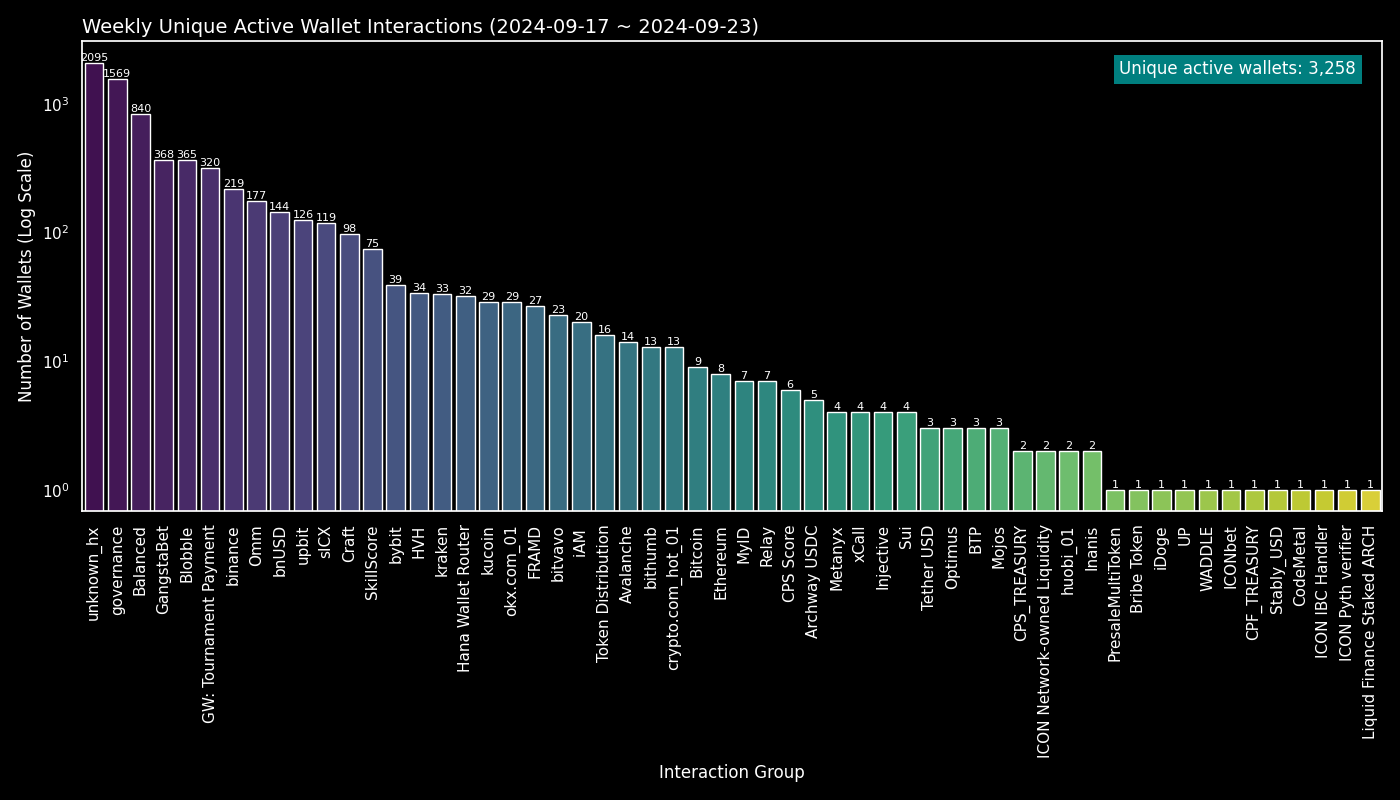 Weekly Unique Active Wallet Interactions (2024-09-17 ~ 2024-09-23)
Unique active wallets: 3,258
Number of Wallets (Log Scale)
10³
10²
10¹
10⁰
2095
1569
840
368
365
320
219
177
144
126
119
98
75
39
34
33
32
29
29
27
23
20
16
14
13
13
9
8
7
7
6
5
4
4
4
4
3
3
3
3
2
2
2
2
1
1
1
1
1
1
1
1
1
1
1
1
unknown_hx
governance
Balanced
GangstaBet
Blobble
GW: Tournament Payment
binance
Omm
bnUSD
upbit
sICX
Craft
SkillScore
bybit
HVH
kraken
Hana Wallet Router
kucoin
okx.com_01
FRAMD
bitvavo
iAM
Token Distribution
Avalanche
bithumb
crypto.com_hot_01
Bitcoin
Ethereum
MyID
Relay
CPS Score
Archway USDC
Metanyx
xCall
Injective
Sui
Tether USD
Optimus
BTP
Mojos
CPS_TREASURY
ICON Network-owned Liquidity
huobi_01
Inanis
PresaleMultiToken
Bribe Token
iDoge
UP
WADDLE
ICONbet
CPF_TREASURY
Stably_USD
CodeMetal
ICON IBC Handler
ICON Pyth verifier
Liquid Finance Staked ARCH
Interaction Group